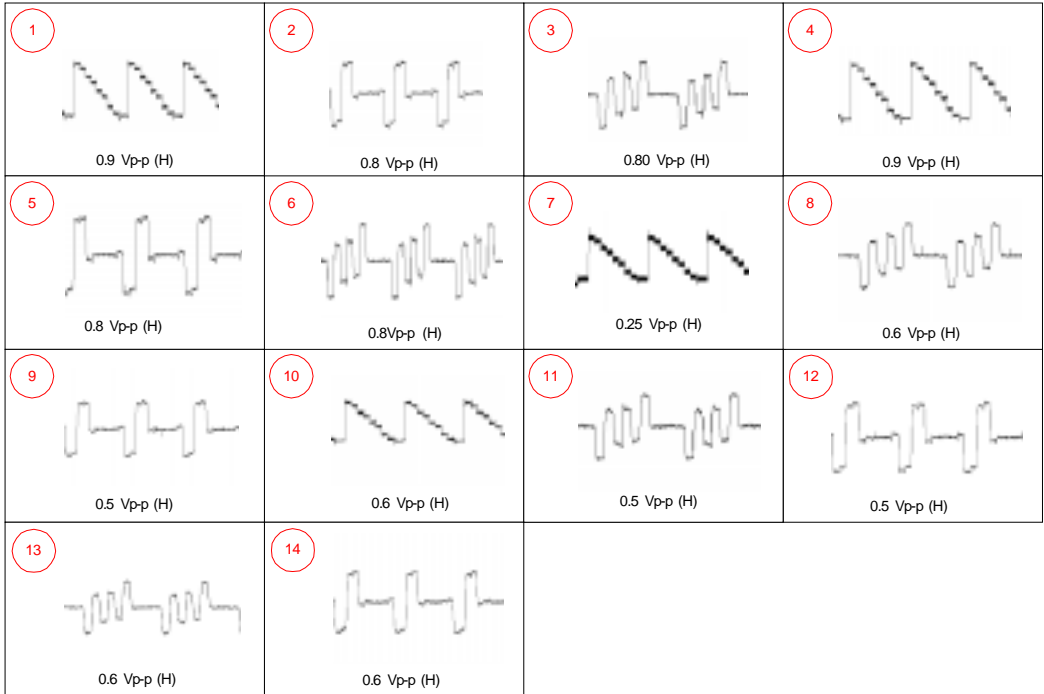 1
2
3
4
0.9 Vp-p (H)
0.8 Vp-p (H)
0.80 Vp-p (H)
0.9 Vp-p (H)
5
6
7
8
0.8 Vp-p (H)
0.8Vp-p (H)
0.25 Vp-p (H)
0.6 Vp-p (H)
9
10
11
12
0.5 Vp-p (H)
0.6 Vp-p (H)
0.5 Vp-p (H)
0.5 Vp-p (H)
13
14
0.6 Vp-p (H)
0.6 Vp-p (H)